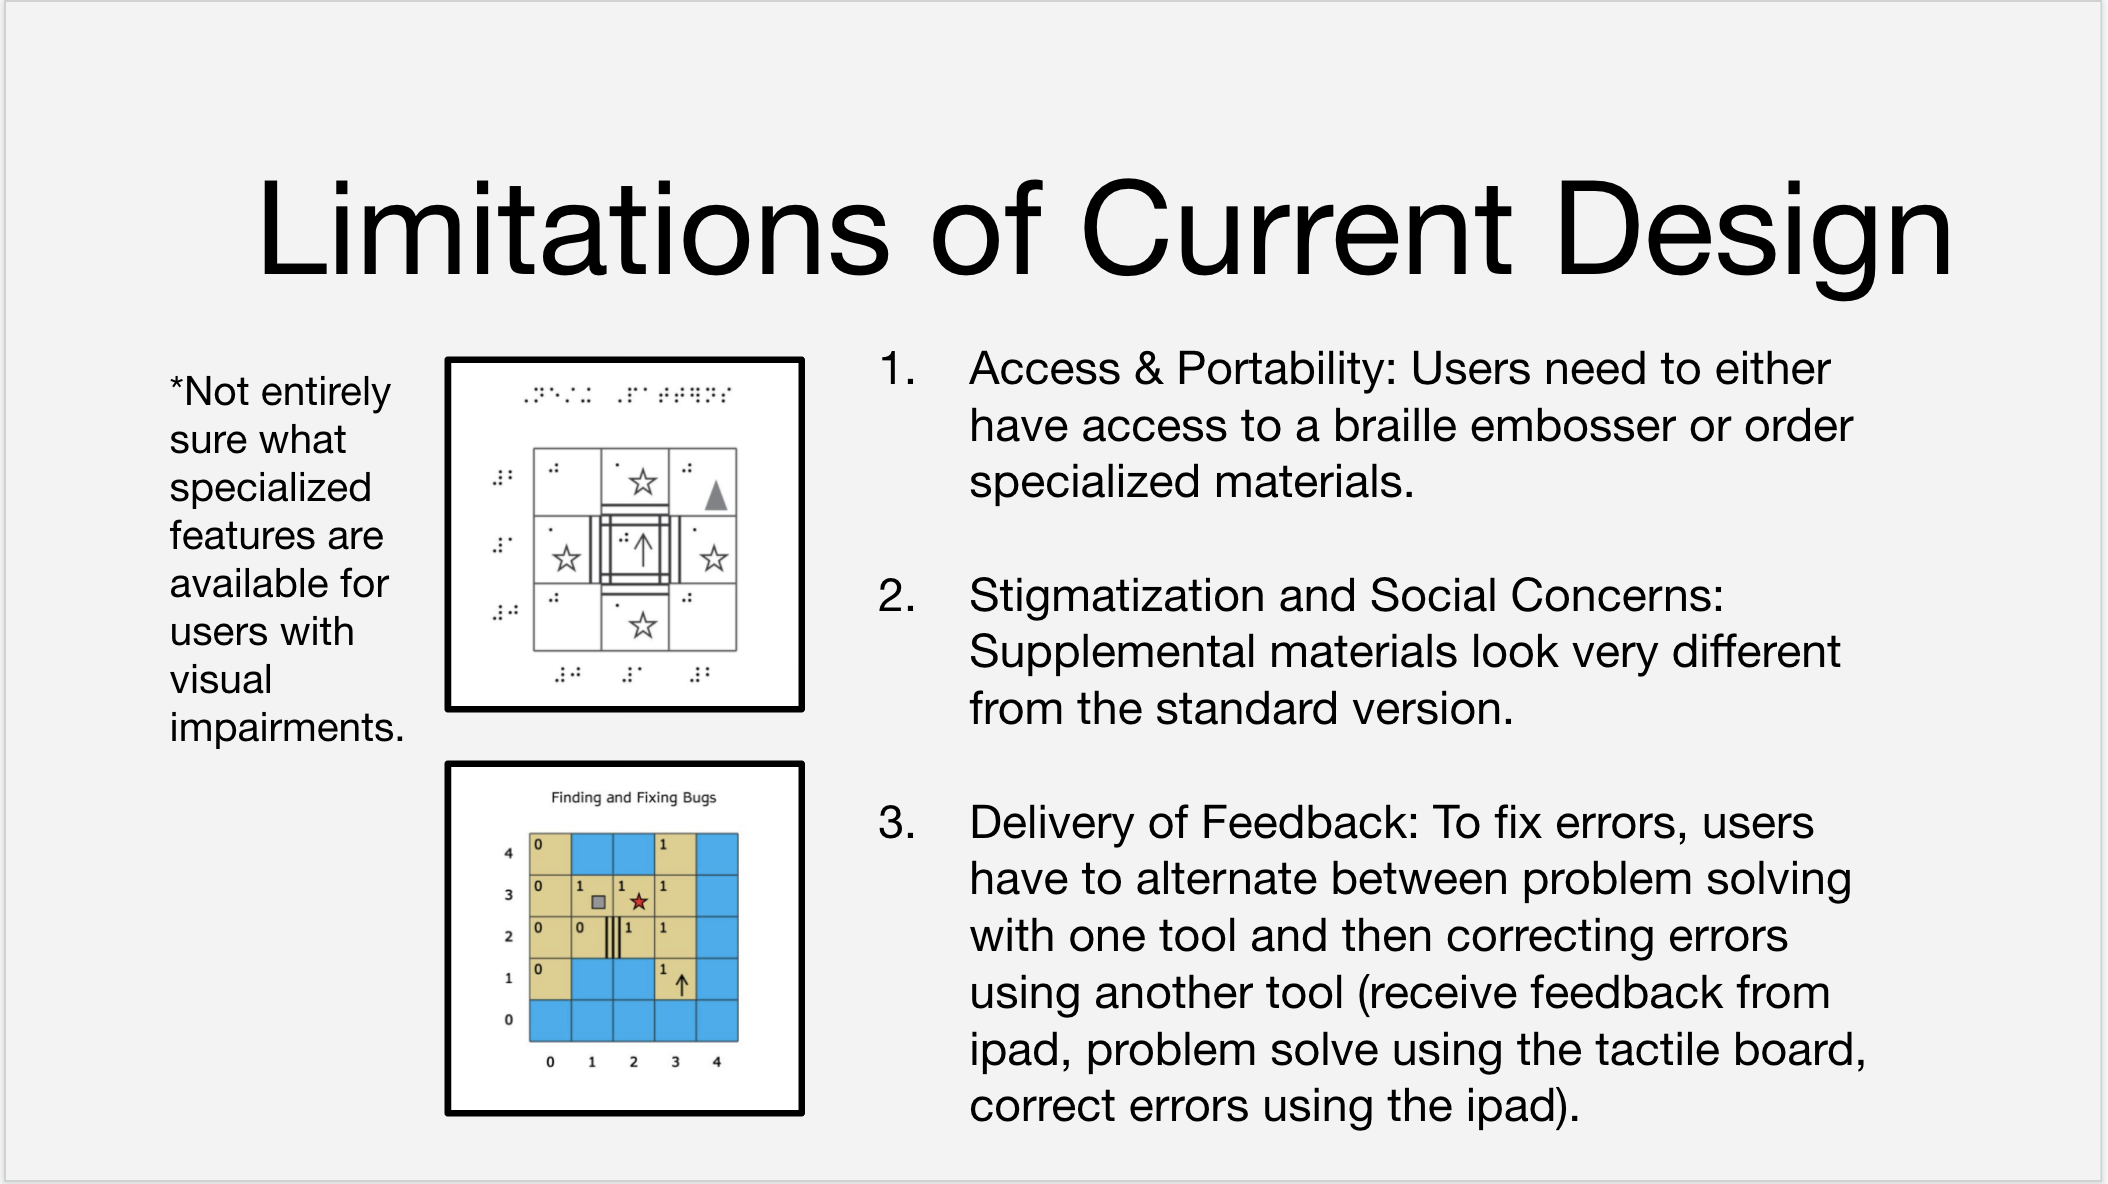 Limitations of Current Design
*Not entirely
sure what
specialized
features are
available for
users with
visual
impairments.
Finding and Fixing Bugs
4 0 1
3 0 1 1 1
2 0 0 1 1
1 0 1
0
0 1 2 3 4
1. Access & Portability: Users need to either
have access to a braille embosser or order
specialized materials.
2. Stigmatization and Social Concerns:
Supplemental materials look very different
from the standard version.
3. Delivery of Feedback: To fix errors, users
have to alternate between problem solving
with one tool and then correcting errors
using another tool (receive feedback from
ipad, problem solve using the tactile board,
correct errors using the ipad).